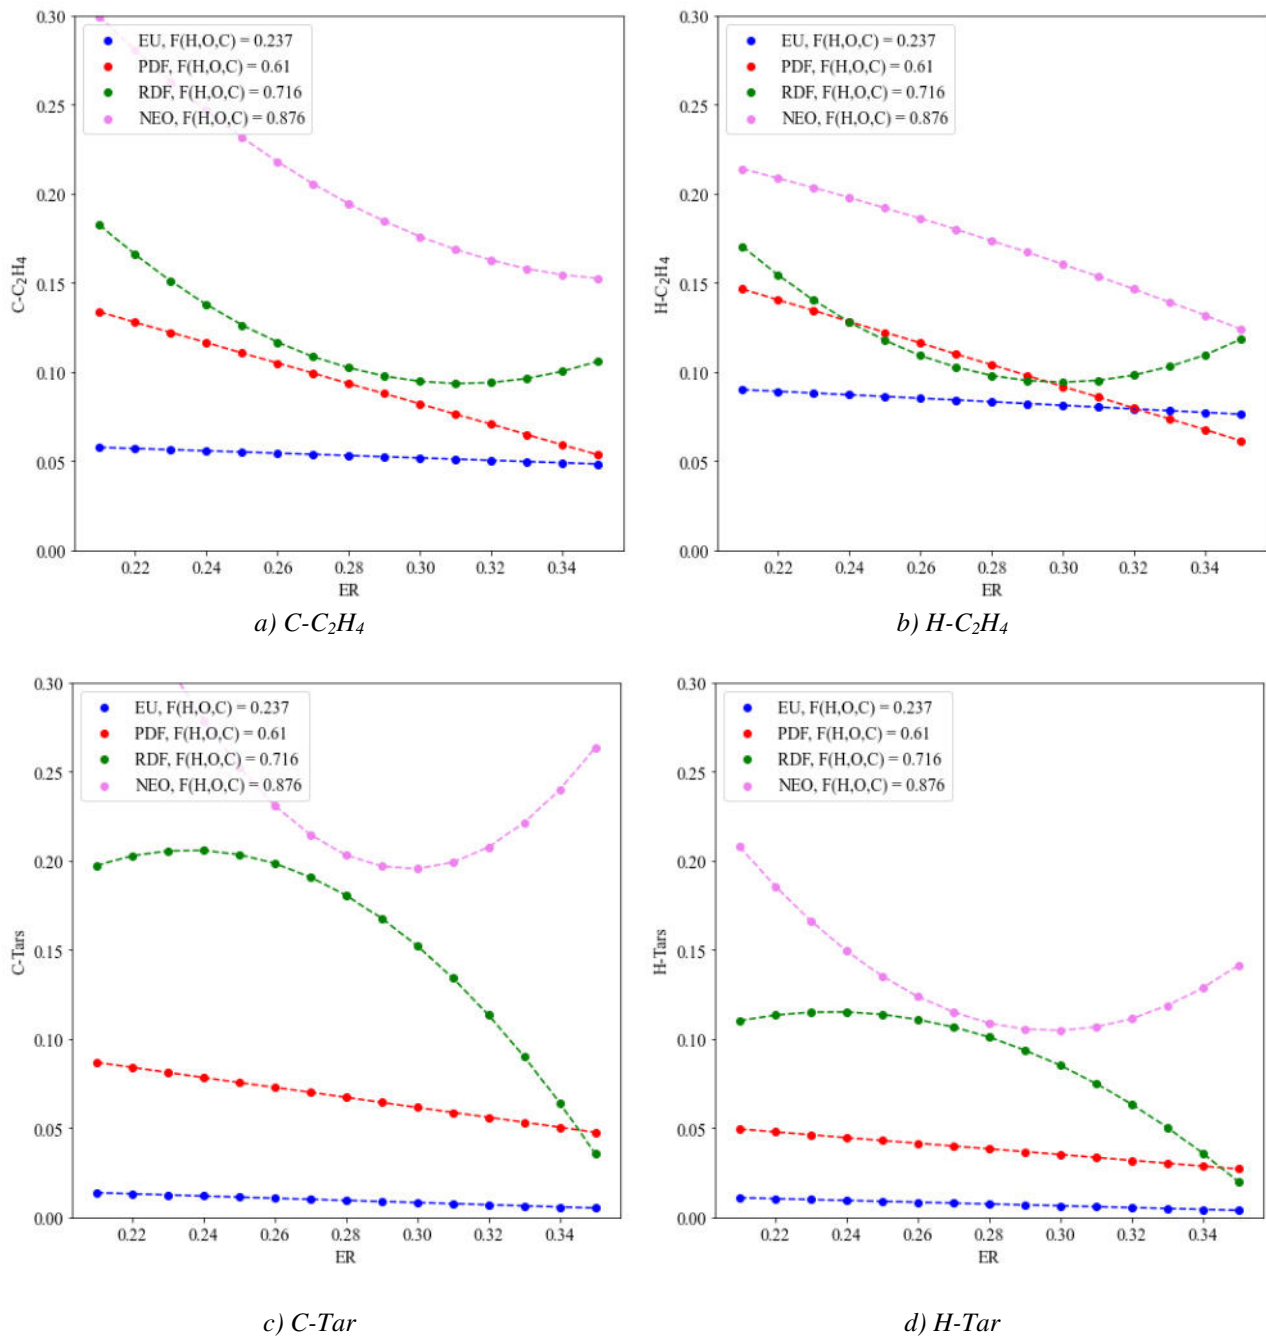 0.30
EU, F(H,O,C) = 0.237
PDF, F(H,O,C) = 0.61
RDF, F(H,O,C) = 0.716
NEO, F(H,O,C) = 0.876
0.25
0.20
0.15
0.10
0.05
0.00
C-C2H4
0.22 0.24 0.26 0.28 0.30 0.32 0.34
ER
a) C-C2H4
0.30
EU, F(H,O,C) = 0.237
PDF, F(H,O,C) = 0.61
RDF, F(H,O,C) = 0.716
NEO, F(H,O,C) = 0.876
0.25
0.20
0.15
0.10
0.05
0.00
H-C2H4
0.22 0.24 0.26 0.28 0.30 0.32 0.34
ER
b) H-C2H4
0.30
EU, F(H,O,C) = 0.237
PDF, F(H,O,C) = 0.61
RDF, F(H,O,C) = 0.716
NEO, F(H,O,C) = 0.876
0.25
0.20
0.15
0.10
0.05
0.00
C-Tars
0.22 0.24 0.26 0.28 0.30 0.32 0.34
ER
c) C-Tar
0.30
EU, F(H,O,C) = 0.237
PDF, F(H,O,C) = 0.61
RDF, F(H,O,C) = 0.716
NEO, F(H,O,C) = 0.876
0.25
0.20
0.15
0.10
0.05
0.00
H-Tars
0.22 0.24 0.26 0.28 0.30 0.32 0.34
ER
d) H-Tar